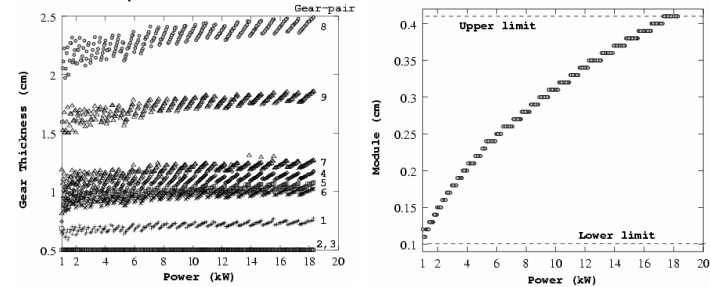 Gear-pair
2.5
2
1.5
1
0.5
Gear Thickness (cm)
8
9
7
4
5
6
1
2,3
1 2 4 6 8 10 12 14 16 18 20
Power (kW)
0.4
0.35
0.3
0.25
0.2
0.15
0.1
Module (cm)
Upper limit
Lower limit
1 2 4 6 8 10 12 14 16 18 20
Power (kW)